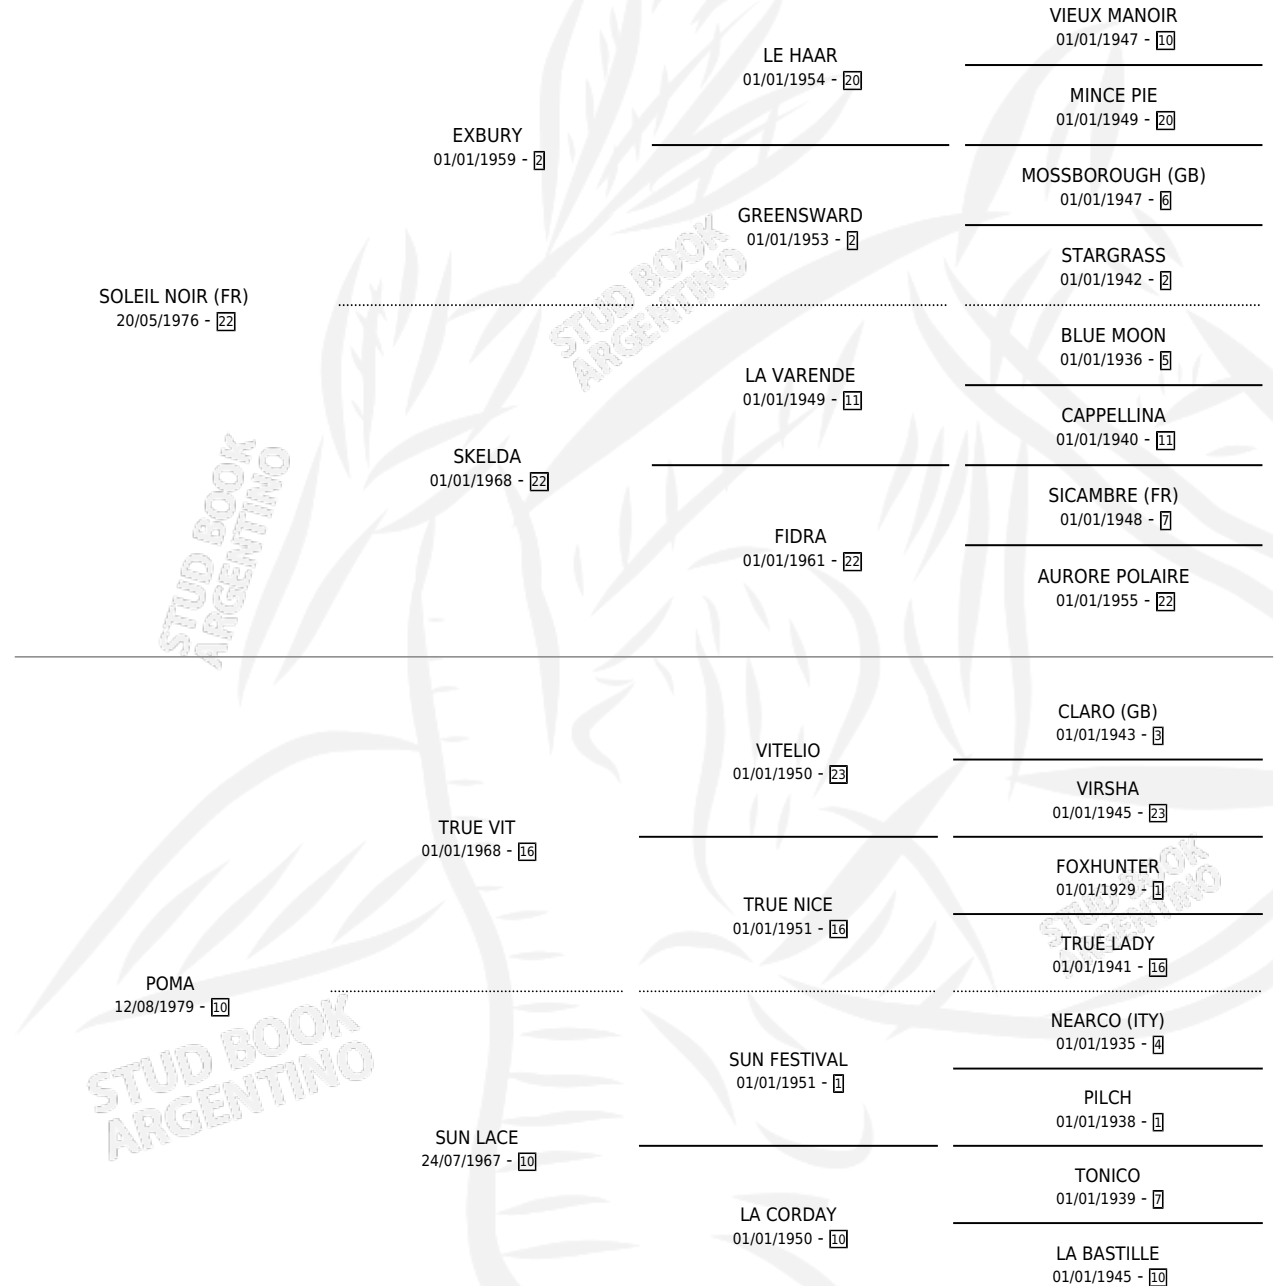 VIEUX MANOIR
01/01/1947 - 10
LE HAAR
01/01/1954 - 20
MINCE PIE
01/01/1949 - 20
EXBURY
01/01/1959 - 2
MOSSBOROUGH (GB)
01/01/1947 - 6
GREENSWARD
01/01/1953 - 2
STARGRASS
01/01/1942 - 2
SOLEIL NOIR (FR)
20/05/1976 - 22
BLUE MOON
01/01/1936 - 5
LA VARENDE
01/01/1949 - 11
CAPPELLINA
01/01/1940 - 11
SKELDA
01/01/1968 - 22
SICAMBRE (FR)
01/01/1948 - 7
FIDRA
01/01/1961 - 22
AURORE POLAIRE
01/01/1955 - 22
CLARO (GB)
01/01/1943 - 3
VITELIO
01/01/1950 - 23
VIRSHA
01/01/1945 - 23
TRUE VIT
01/01/1968 - 16
FOXHUNTER
01/01/1929 - 1
TRUE NICE
01/01/1951 - 16
TRUE LADY
01/01/1941 - 16
POMA
12/08/1979 - 10
NEARCO (ITY)
01/01/1935 - 4
SUN FESTIVAL
01/01/1951 - 1
PILCH
01/01/1938 - 1
SUN LACE
24/07/1967 - 10
TONICO
01/01/1939 - 7
LA CORDAY
01/01/1950 - 10
LA BASTILLE
01/01/1945 - 10
STUD BOOK
ARGENTINO
STUD BOOK
ARGENTINO
STUD BOOK
ARGENTINO
STUD BOOK
ARGENTINO